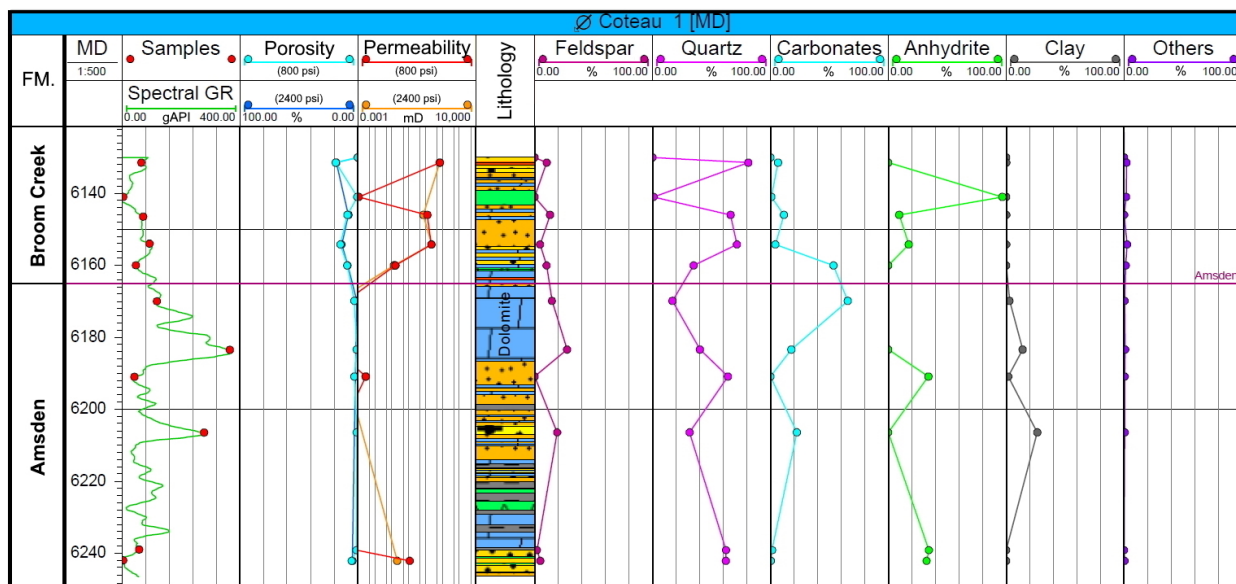 Ø Coteau 1 [MD]
FM.
MD
1:500
Samples
Spectral GR
0.00 gAPI 400.00
Porosity
(800 psi)
(2400 psi)
100.00 % 0.00
Permeability
(800 psi)
(2400 psi)
0.001 mD 10,000
Lithology
Feldspar
0.00 % 100.00
Quartz
0.00 % 100.00
Carbonates
0.00 % 100.00
Anhydrite
0.00 % 100.00
Clay
0.00 % 100.00
Others
0.00 % 100.00
Broom Creek
6140
6160
Amsden
Amsden
Dolomite
6180
6200
6220
6240